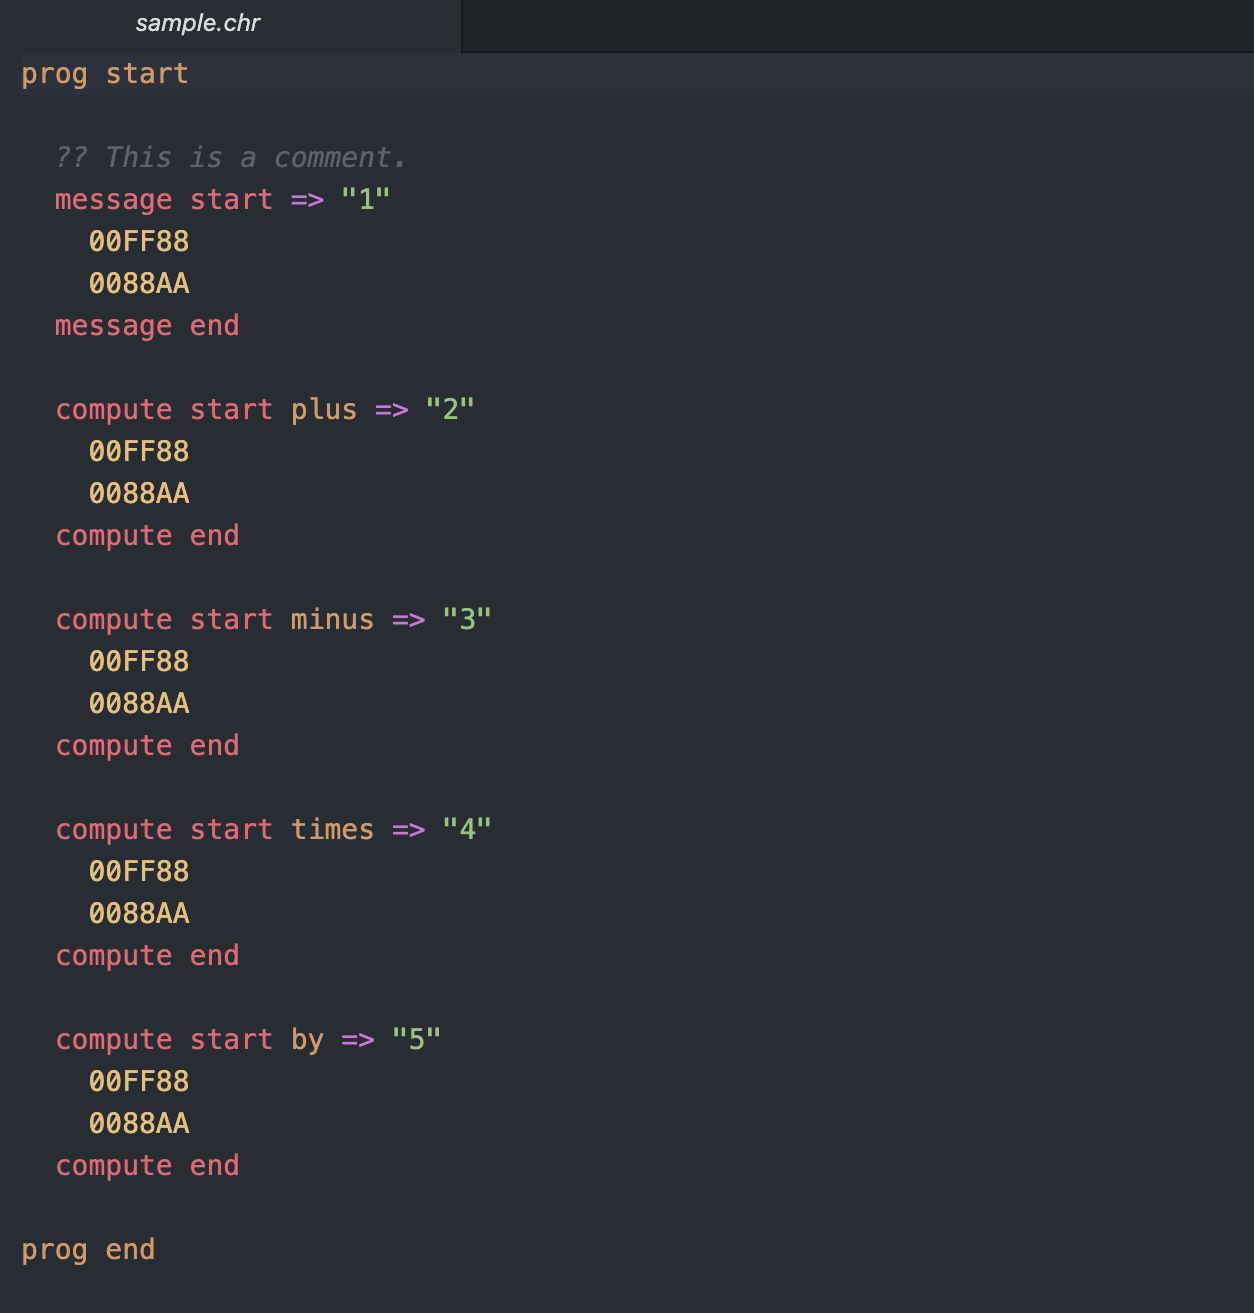 sample.chr
prog start
?? This is a comment.
message start => "1"
00FF88
0088AA
message end
compute start plus => "2"
00FF88
0088AA
compute end
compute start minus => "3"
00FF88
0088AA
compute end
compute start times => "4"
00FF88
0088AA
compute end
compute start by => "5"
00FF88
0088AA
compute end
prog end